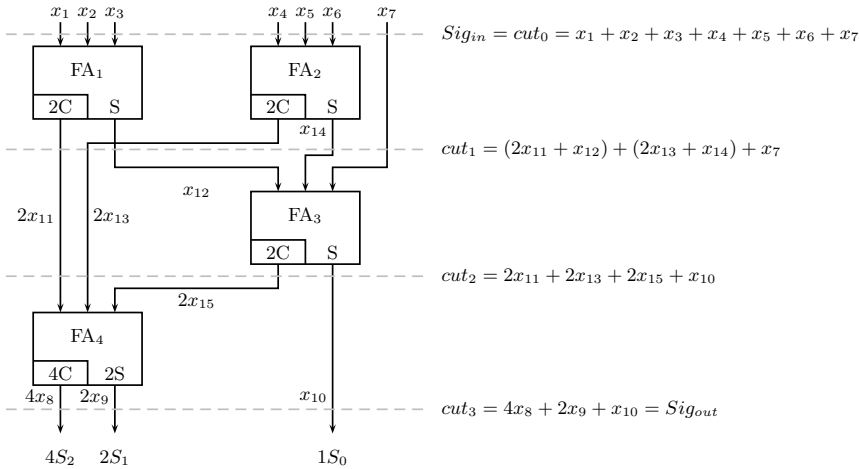 x₁ x₂ x₃ x₄ x₅ x₆ x₇
Sig_in = cut₀ = x₁ + x₂ + x₃ + x₄ + x₅ + x₆ + x₇
FA₁ FA₂
2C S 2C S
x₁₄
cut₁ = (2x₁₁ + x₁₂) + (2x₁₃ + x₁₄) + x₇
x₁₂
2x₁₁ 2x₁₃ FA₃
2C S
cut₂ = 2x₁₁ + 2x₁₃ + 2x₁₅ + x₁₀
2x₁₅
FA₄
4C 2S
4x₈ 2x₉ x₁₀
cut₃ = 4x₈ + 2x₉ + x₁₀ = Sig_out
4S₂ 2S₁ 1S₀